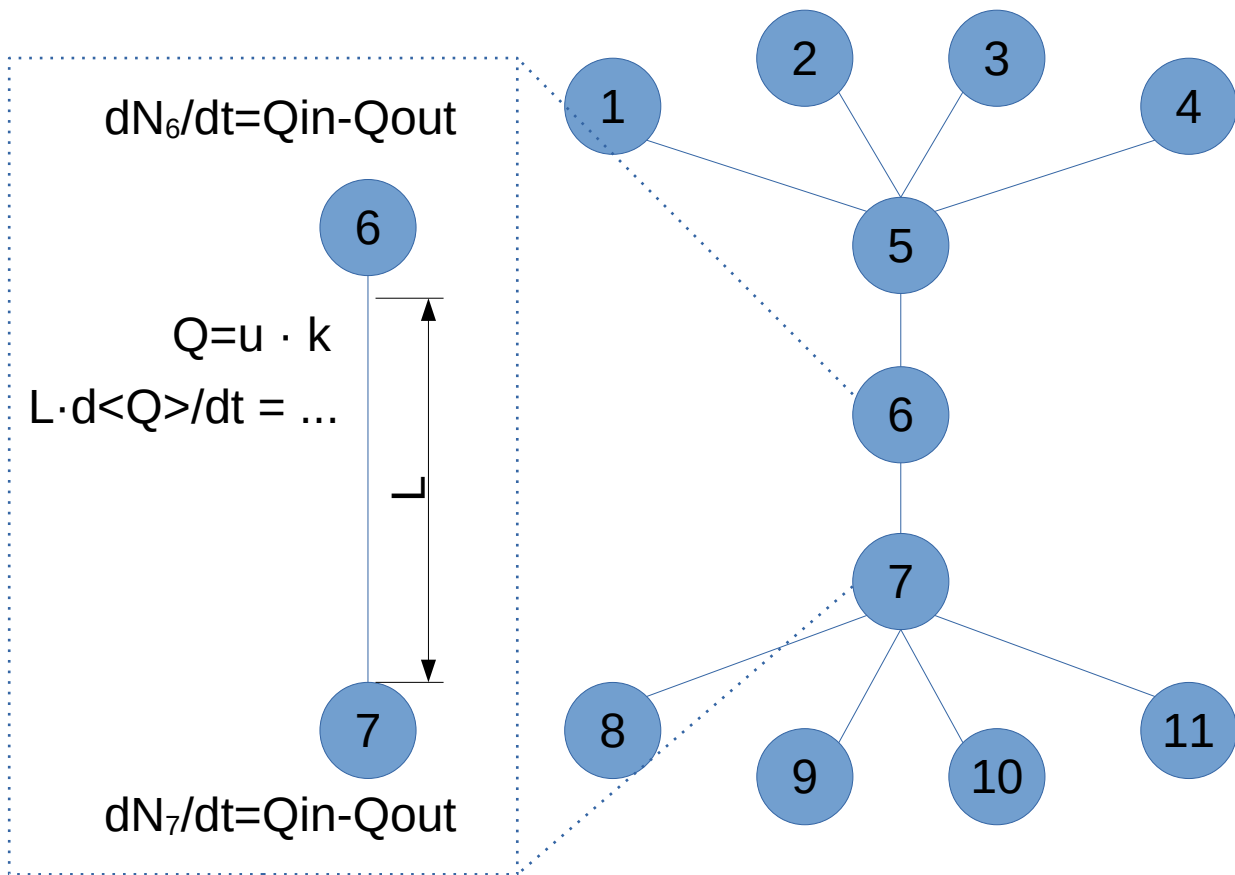 dN₆/dt=Qin-Qout
6
Q=u · k
L·d<Q>/dt = ...
L
7
dN₇/dt=Qin-Qout
1
2
3
4
5
6
7
8
9
10
11